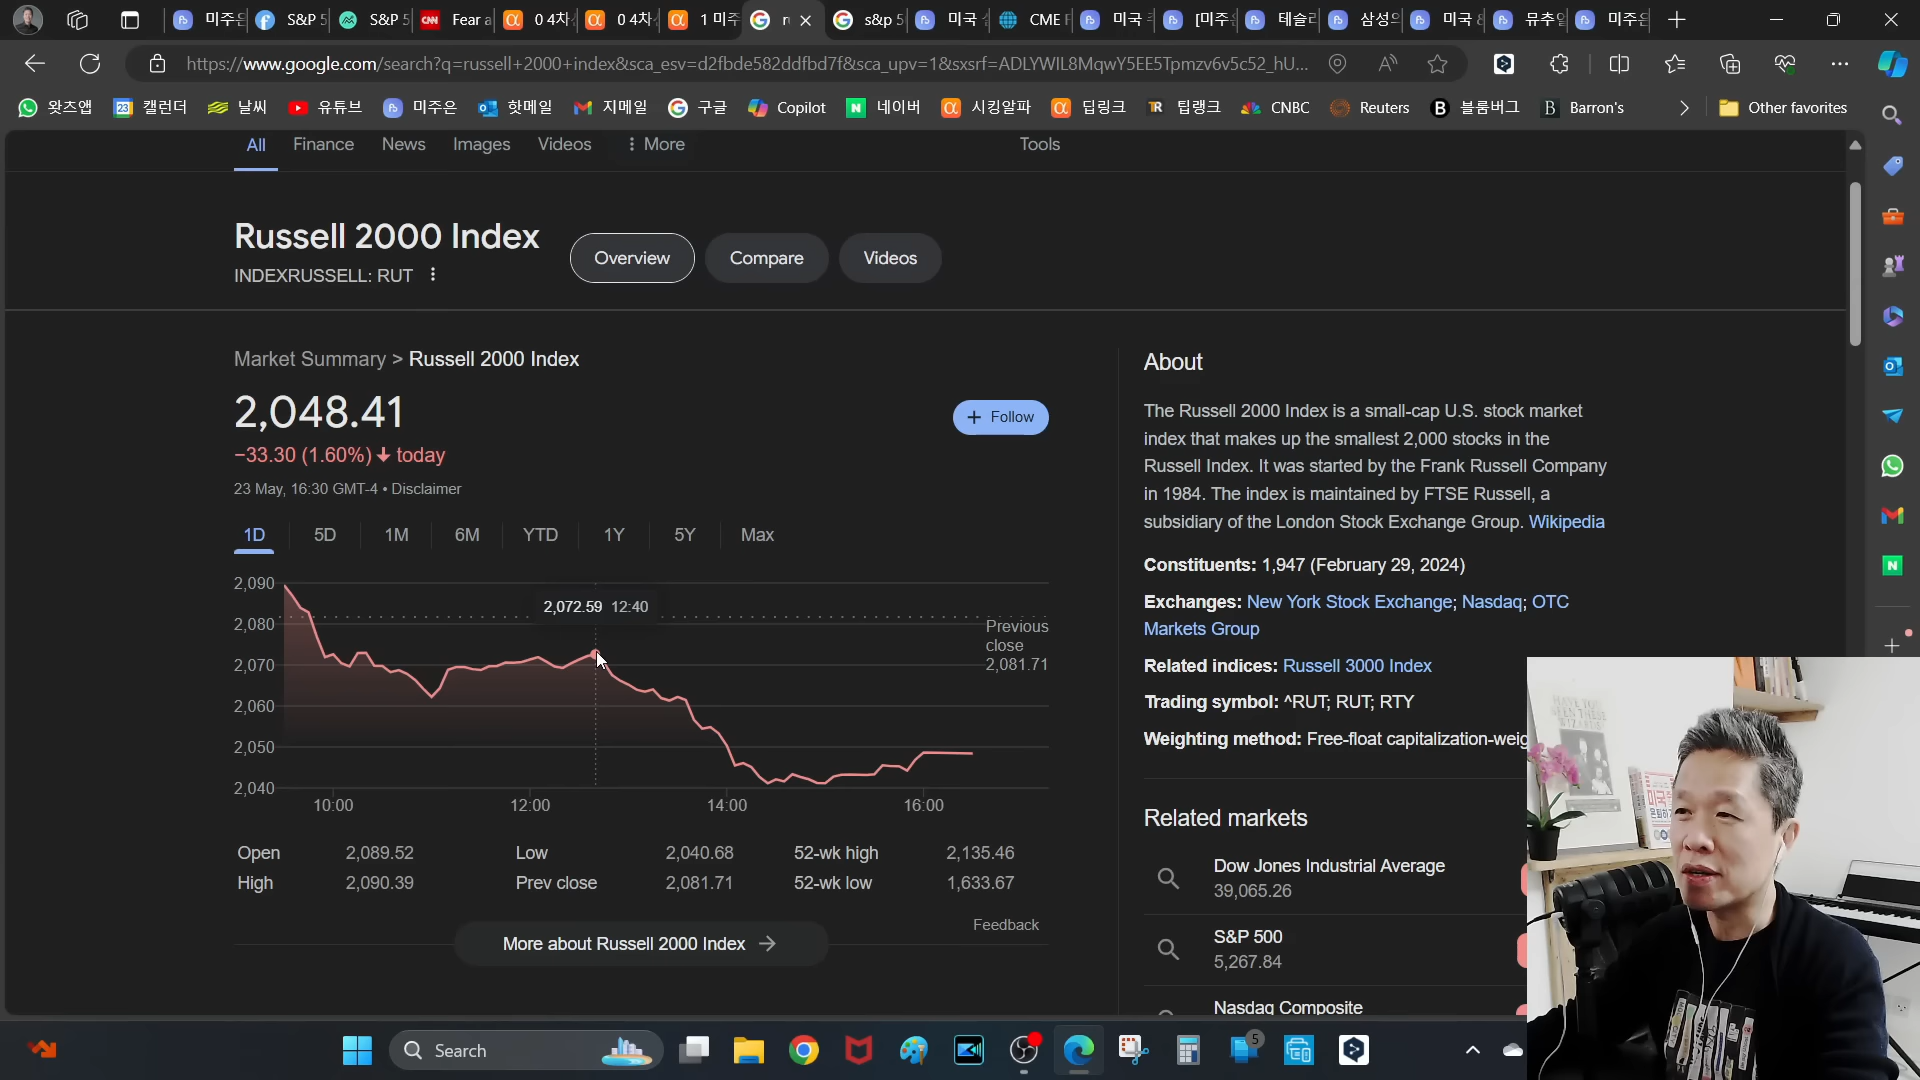 미주은
S&P 5
S&P 5
CNN Fear a
0 4차
0 4차
1 미주
s&p 5
미국
CME F
미국
[미주
테슬라
삼성의
미국 &
뮤추얼
미주은
https://www.google.com/search?q=russell+2000+index&sca_esv=d2fbde582ddfbd7f&sca_upv=1&sxsrf=ADLYWIL8MqwY5EE5Tpmzv6v5c52_hU...
왓츠앱
캘린더
날씨
유튜브
미주은
핫메일
지메일
구글
Copilot
네이버
시킹알파
딥링크
팁랭크
CNBC
Reuters
블룸버그
Barron's
Other favorites
All
Finance
News
Images
Videos
More
Tools
Russell 2000 Index
INDEXRUSSELL: RUT
Overview
Compare
Videos
Market Summary > Russell 2000 Index
2,048.41
−33.30 (1.60%) today
23 May, 16:30 GMT-4 • Disclaimer
+ Follow
1D
5D
1M
6M
YTD
1Y
5Y
Max
2,090
2,080
2,070
2,060
2,050
2,040
2,072.59 12:40
Previous
close
2,081.71
10:00
12:00
14:00
16:00
Open 2,089.52
Low 2,040.68
52-wk high 2,135.46
High 2,090.39
Prev close 2,081.71
52-wk low 1,633.67
Feedback
More about Russell 2000 Index
About
The Russell 2000 Index is a small-cap U.S. stock market
index that makes up the smallest 2,000 stocks in the
Russell Index. It was started by the Frank Russell Company
in 1984. The index is maintained by FTSE Russell, a
subsidiary of the London Stock Exchange Group. Wikipedia
Constituents: 1,947 (February 29, 2024)
Exchanges: New York Stock Exchange; Nasdaq; OTC
Markets Group
Related indices: Russell 3000 Index
Trading symbol: ^RUT; RUT; RTY
Weighting method: Free-float capitalization-weig
Related markets
Dow Jones Industrial Average
39,065.26
S&P 500
5,267.84
Nasdaq Composite
Search
5